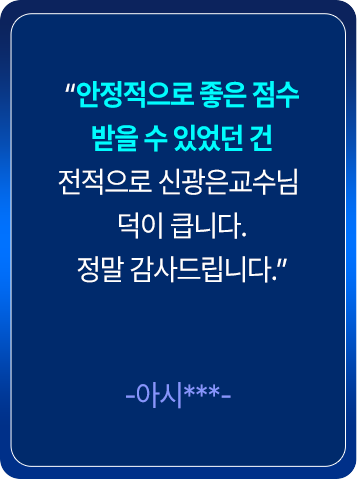 “안정적으로 좋은 점수
받을 수 있었던 건
전적으로 신광은교수님
덕이 큽니다.
정말 감사드립니다.”
-아시***-